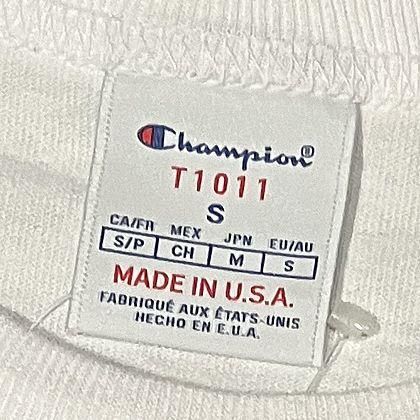 Champion®
T1011
S
CA/FR MEX JPN EU/AU
S/P CH M S
MADE IN U.S.A.
FABRIQUÉ AUX ÉTATS-UNIS
HECHO EN E.U.A.